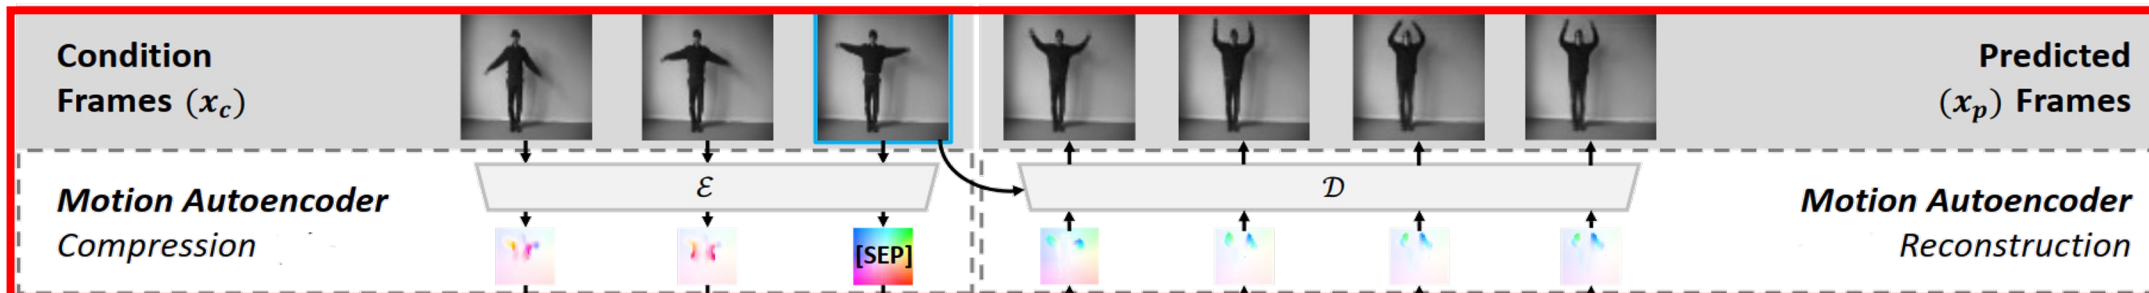 Condition
Frames (x_c)
Predicted
(x_p) Frames
Motion Autoencoder
Compression
ℰ
[SEP]
𝒟
Motion Autoencoder
Reconstruction